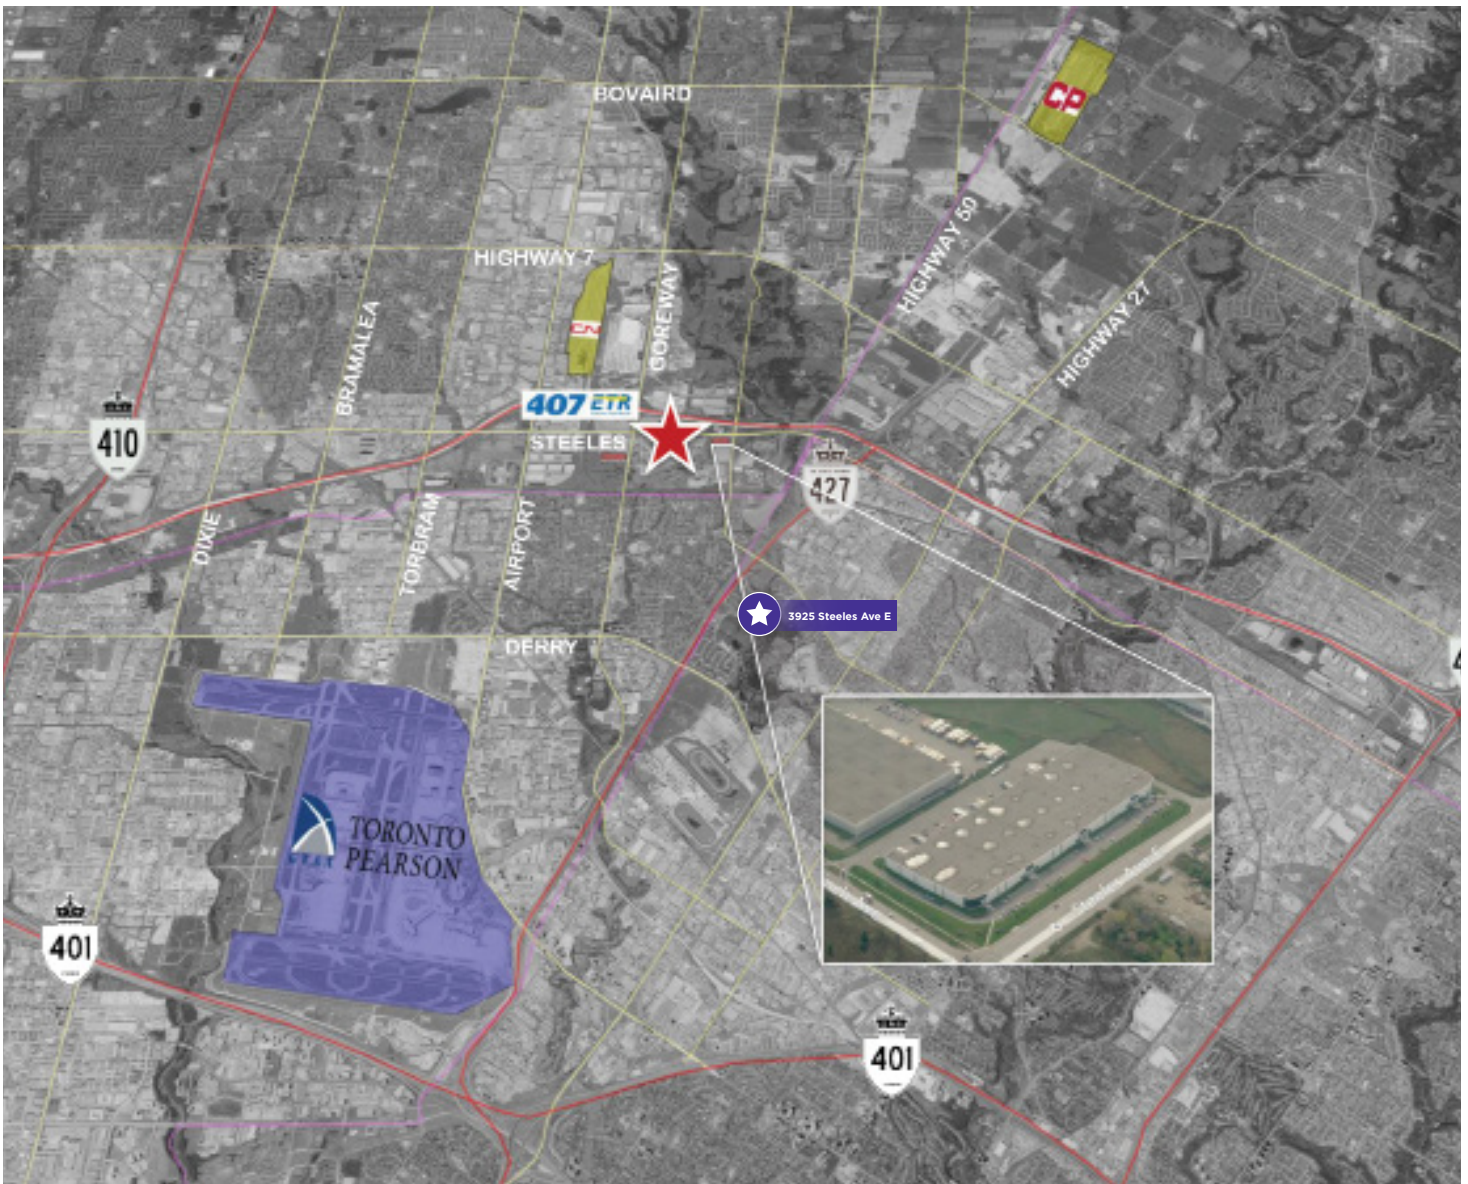 BOVAIRD
CP
HIGHWAY 50
HIGHWAY 7
HIGHWAY 27
GOREWAY
CN
BRAMALEA
407 ETR
410
STEELES
427
DIXIE
TORBRAM
AIRPORT
3925 Steeles Ave E
DERRY
TORONTO
PEARSON
401
401